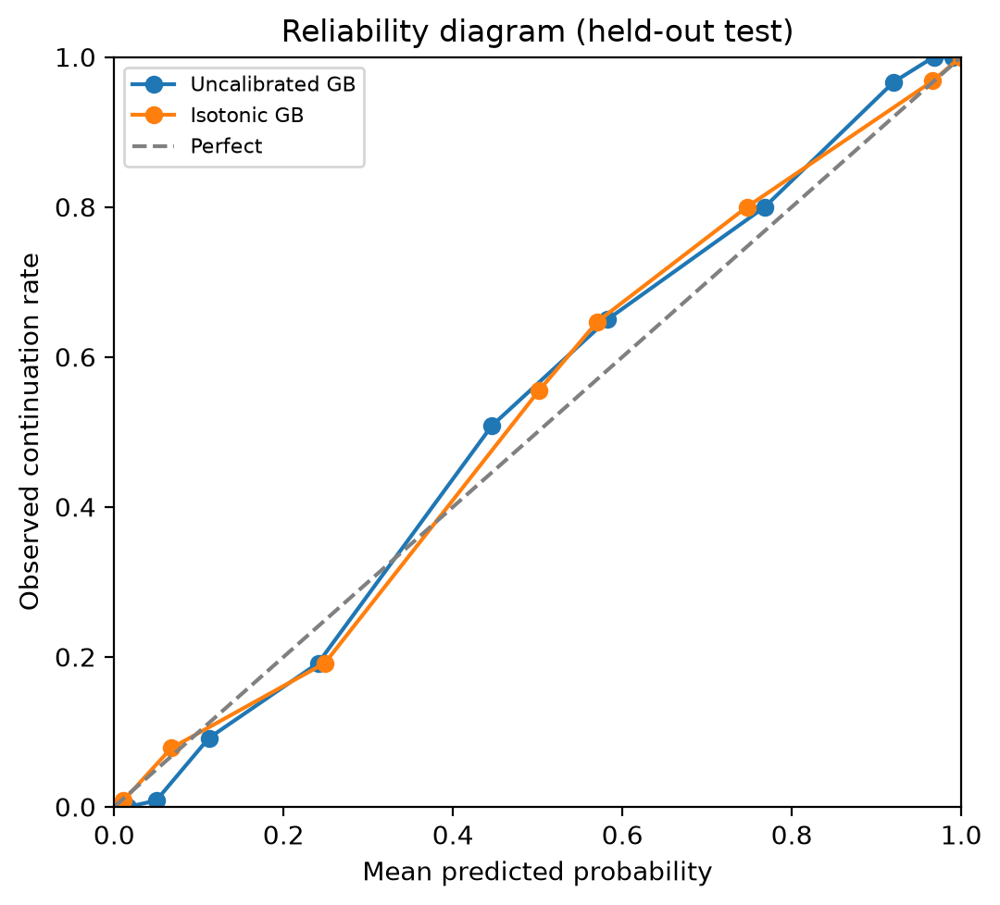 Reliability diagram (held-out test)
Uncalibrated GB
Isotonic GB
Perfect
Observed continuation rate
1.0
0.8
0.6
0.4
0.2
0.0
0.0 0.2 0.4 0.6 0.8 1.0
Mean predicted probability